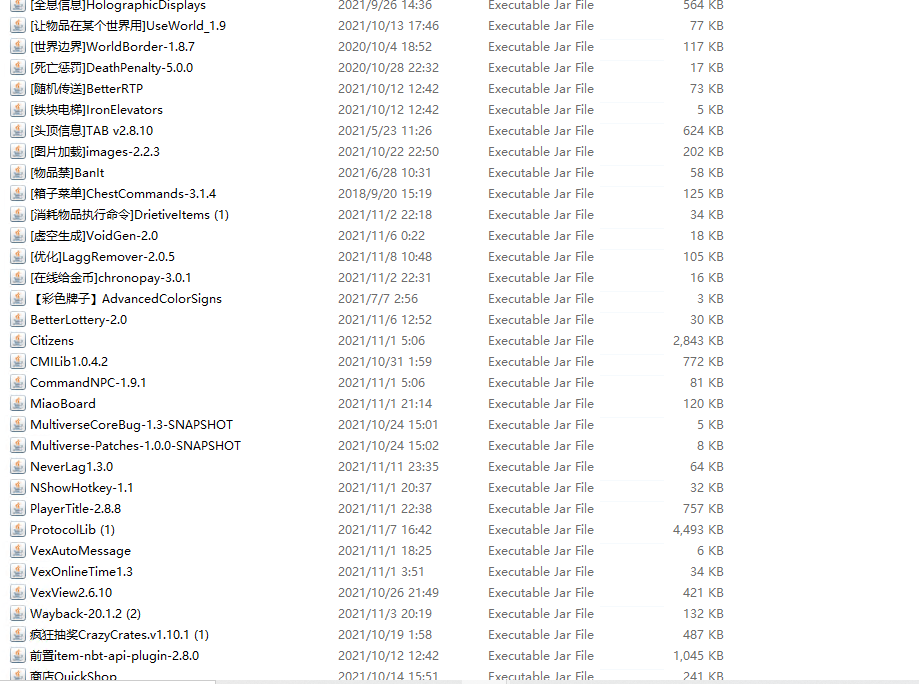 [全息信息]HolographicDisplays 2021/9/26 14:36 Executable Jar File 564 KB
[让物品在某个世界用]UseWorld_1.9 2021/10/13 17:46 Executable Jar File 77 KB
[世界边界]WorldBorder-1.8.7 2020/10/4 18:52 Executable Jar File 117 KB
[死亡惩罚]DeathPenalty-5.0.0 2020/10/28 22:32 Executable Jar File 17 KB
[随机传送]BetterRTP 2021/10/12 12:42 Executable Jar File 73 KB
[铁块电梯]IronElevators 2021/10/12 12:42 Executable Jar File 5 KB
[头顶信息]TAB v2.8.10 2021/5/23 11:26 Executable Jar File 624 KB
[图片加载]images-2.2.3 2021/10/22 22:50 Executable Jar File 202 KB
[物品禁]BanIt 2021/6/28 10:31 Executable Jar File 58 KB
[箱子菜单]ChestCommands-3.1.4 2018/9/20 15:19 Executable Jar File 125 KB
[消耗物品执行命令]DrietiveItems (1) 2021/11/2 22:18 Executable Jar File 34 KB
[虚空生成]VoidGen-2.0 2021/11/6 0:22 Executable Jar File 18 KB
[优化]LaggRemover-2.0.5 2021/11/8 10:48 Executable Jar File 105 KB
[在线给金币]chronopay-3.0.1 2021/11/2 22:31 Executable Jar File 16 KB
【彩色牌子】AdvancedColorSigns 2021/7/7 2:56 Executable Jar File 3 KB
BetterLottery-2.0 2021/11/6 12:52 Executable Jar File 30 KB
Citizens 2021/11/1 5:06 Executable Jar File 2,843 KB
CMILib1.0.4.2 2021/10/31 1:59 Executable Jar File 772 KB
CommandNPC-1.9.1 2021/11/1 5:06 Executable Jar File 81 KB
MiaoBoard 2021/11/1 21:14 Executable Jar File 120 KB
MultiverseCoreBug-1.3-SNAPSHOT 2021/10/24 15:01 Executable Jar File 5 KB
Multiverse-Patches-1.0.0-SNAPSHOT 2021/10/24 15:02 Executable Jar File 8 KB
NeverLag1.3.0 2021/11/11 23:35 Executable Jar File 64 KB
NShowHotkey-1.1 2021/11/1 20:37 Executable Jar File 32 KB
PlayerTitle-2.8.8 2021/11/1 22:38 Executable Jar File 757 KB
ProtocolLib (1) 2021/11/7 16:42 Executable Jar File 4,493 KB
VexAutoMessage 2021/11/1 18:25 Executable Jar File 6 KB
VexOnlineTime1.3 2021/11/1 3:51 Executable Jar File 34 KB
VexView2.6.10 2021/10/26 21:49 Executable Jar File 421 KB
Wayback-20.1.2 (2) 2021/11/3 20:19 Executable Jar File 132 KB
疯狂抽奖CrazyCrates.v1.10.1 (1) 2021/10/19 1:58 Executable Jar File 487 KB
前置item-nbt-api-plugin-2.8.0 2021/10/12 12:42 Executable Jar File 1,045 KB
商店QuickShop 2021/10/14 15:51 Executable Jar File 241 KB